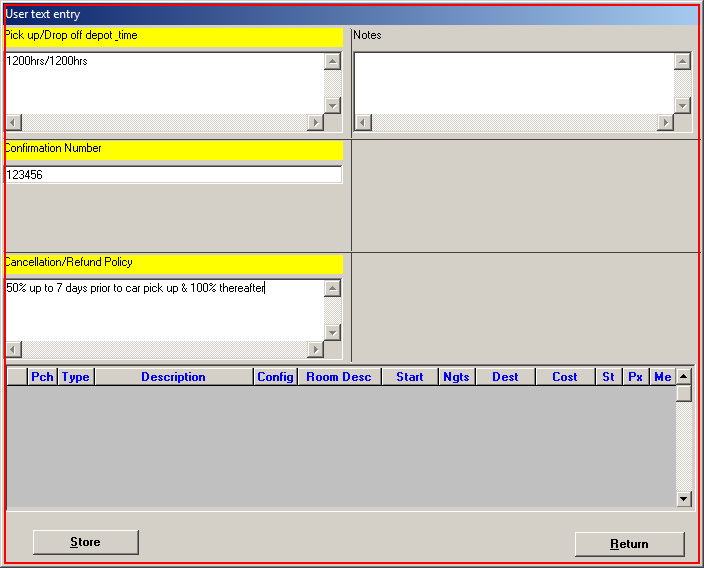 User text entry
Pick up/Drop off depot_time
1200hrs/1200hrs
Notes
Confirmation Number
123456
Cancellation/Refund Policy
50% up to 7 days prior to car pick up & 100% thereafter
Pch Type Description Config Room Desc Start Ngts Dest Cost St Px Me
Store
Return